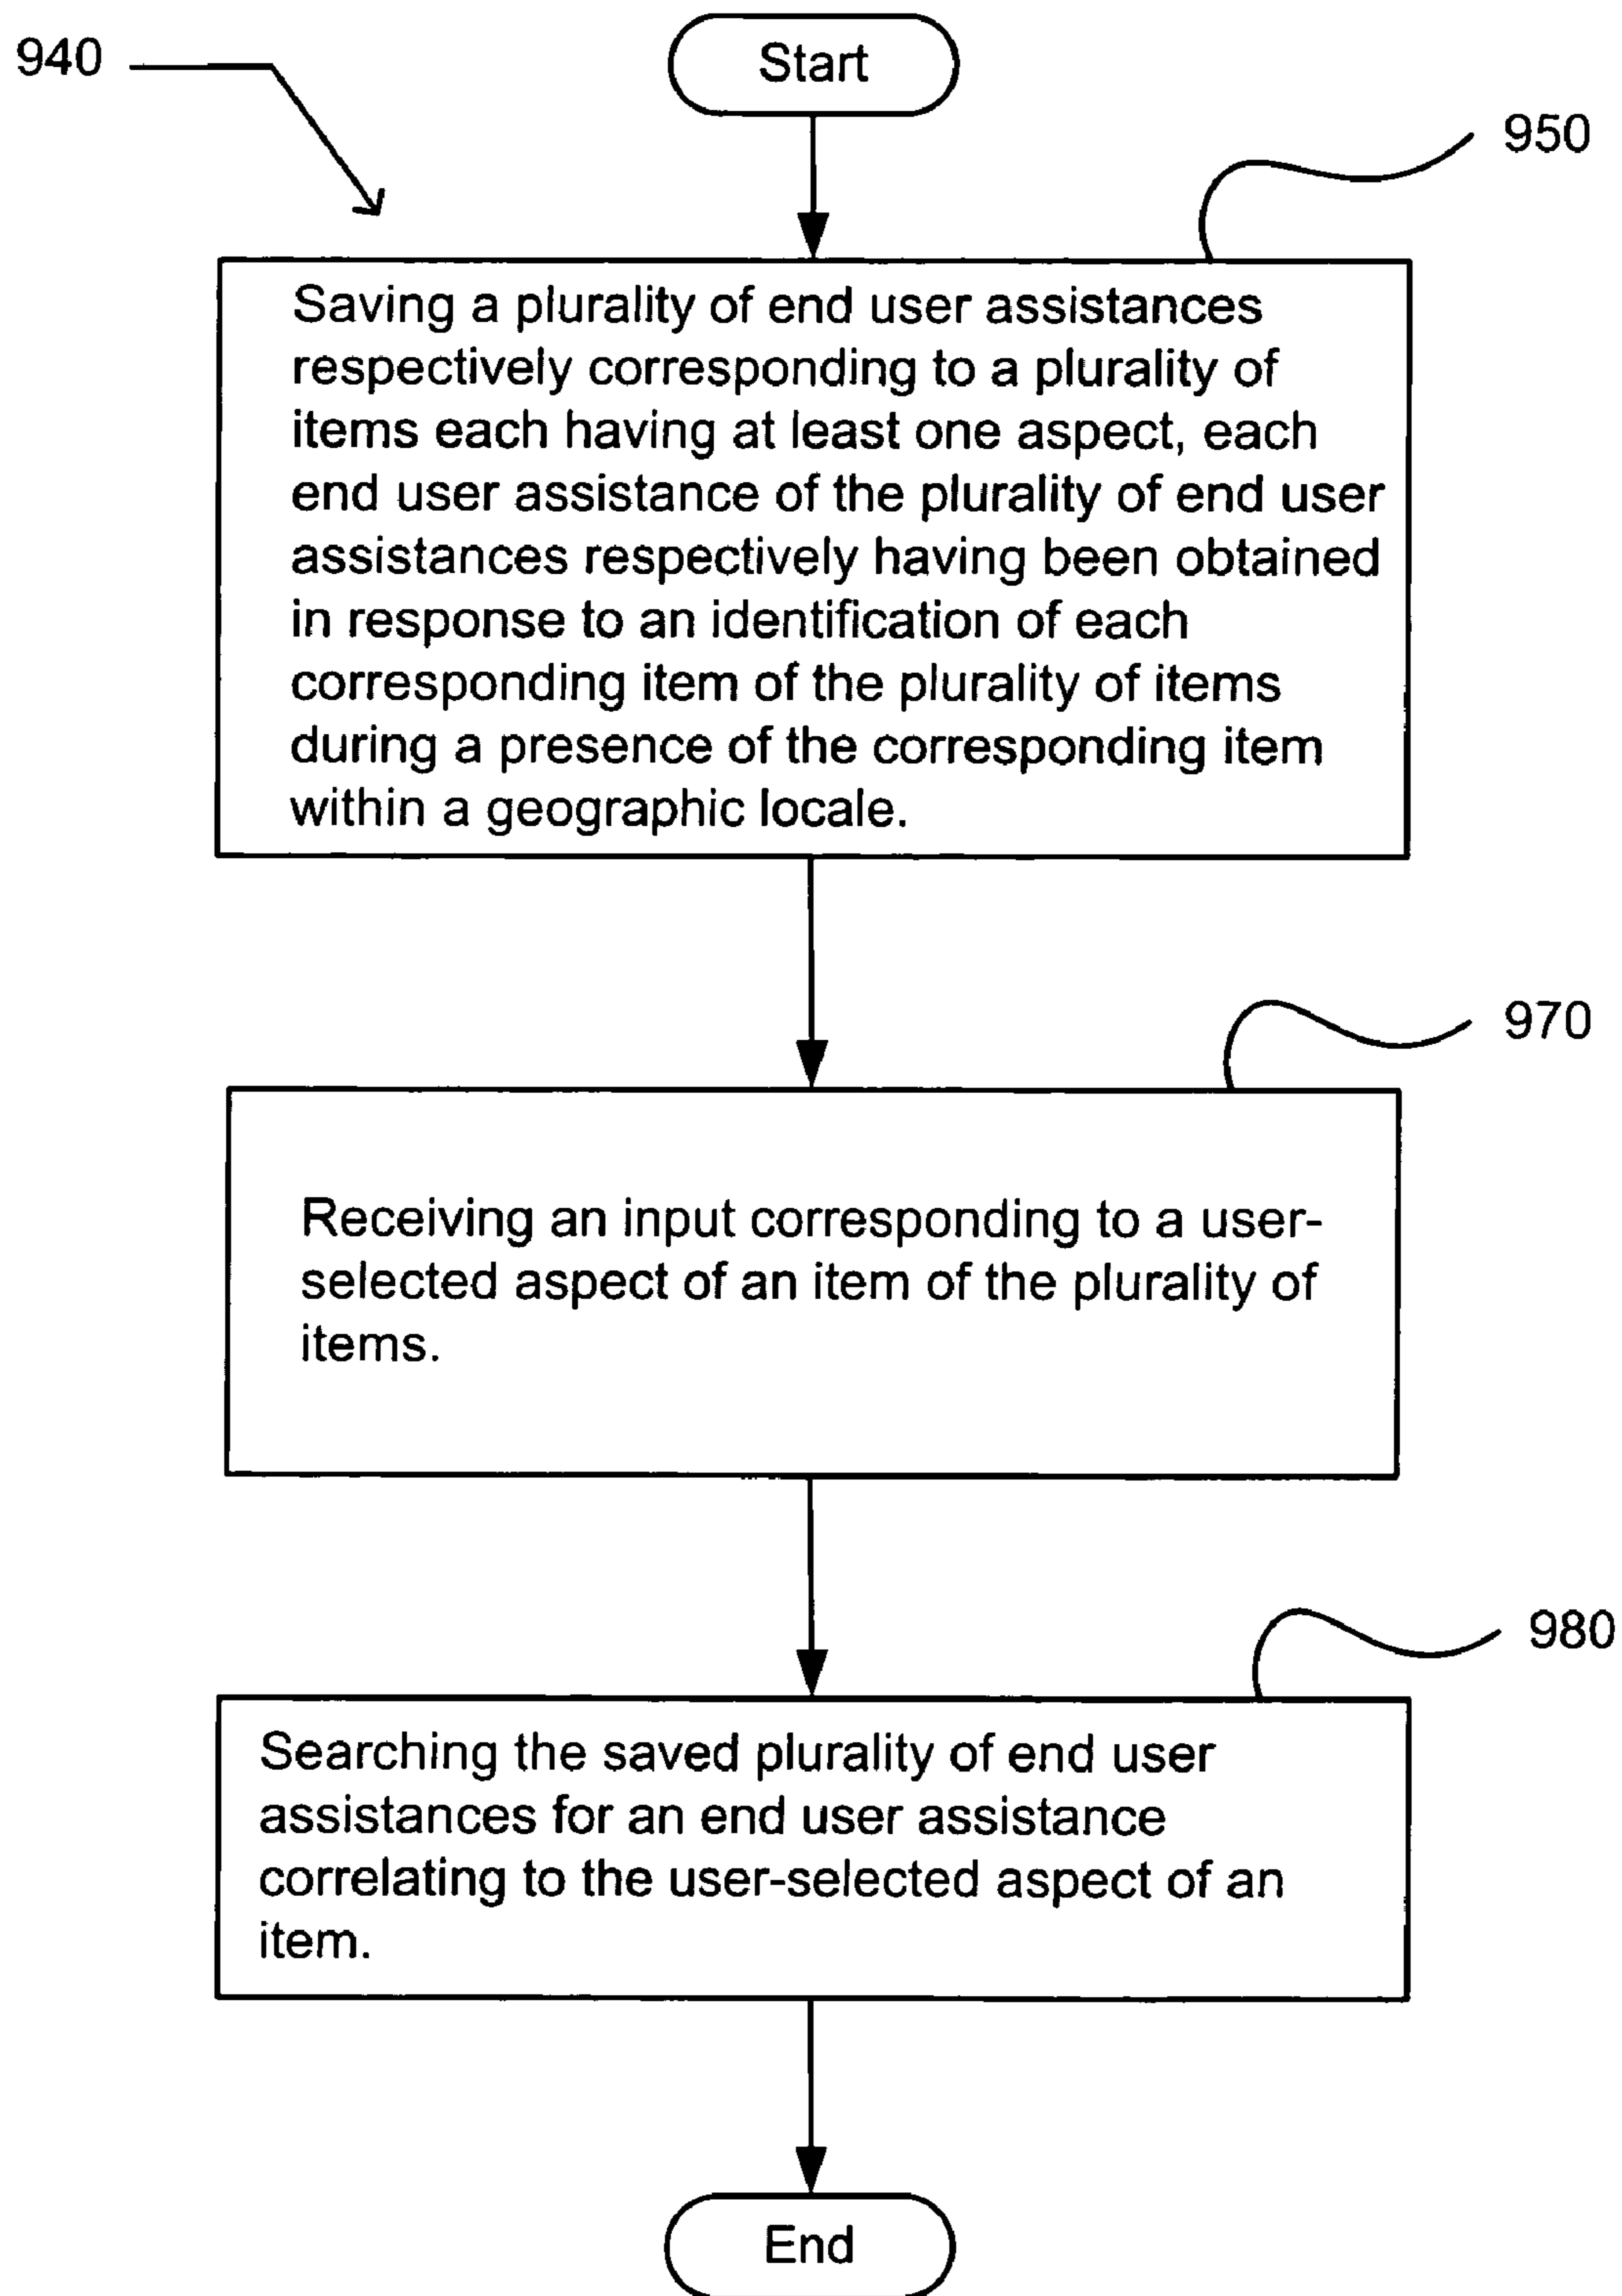 940
Start
950
Saving a plurality of end user assistances
respectively corresponding to a plurality of
items each having at least one aspect, each
end user assistance of the plurality of end user
assistances respectively having been obtained
in response to an identification of each
corresponding item of the plurality of items
during a presence of the corresponding item
within a geographic locale.
970
Receiving an input corresponding to a user-
selected aspect of an item of the plurality of
items.
980
Searching the saved plurality of end user
assistances for an end user assistance
correlating to the user-selected aspect of an
item.
End